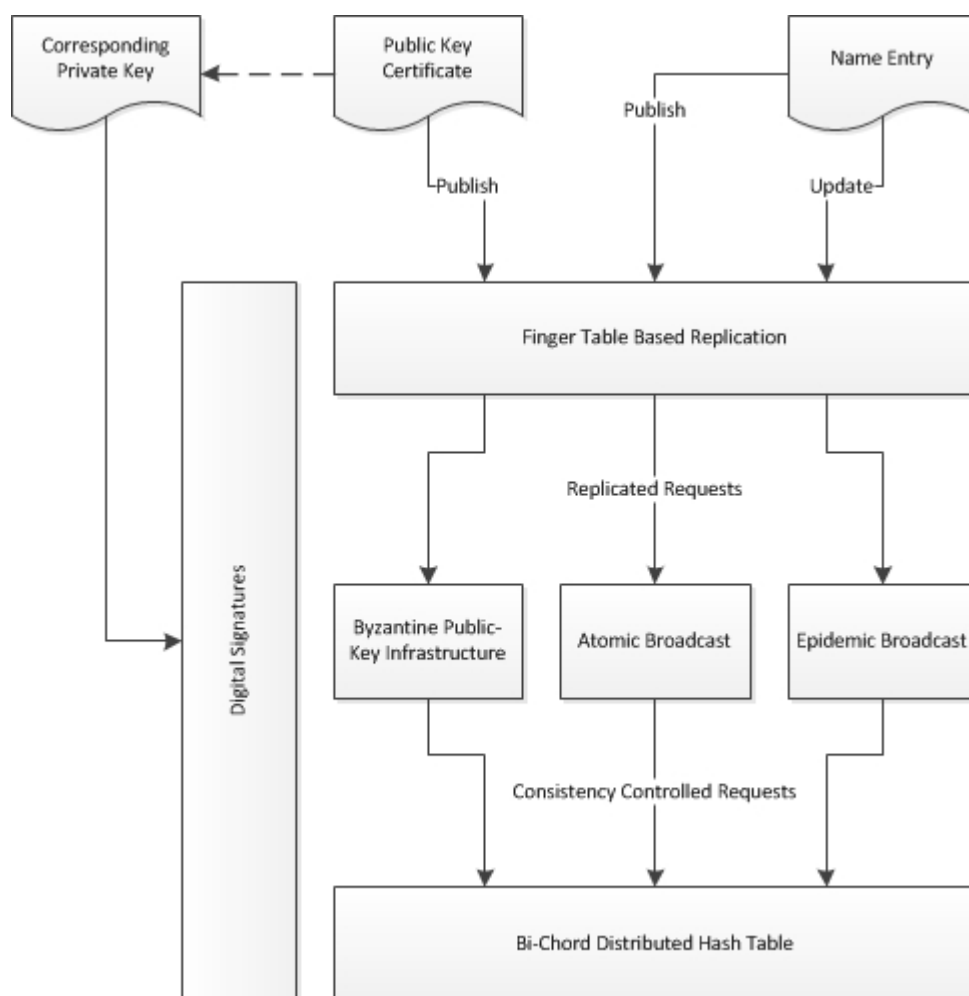 Corresponding
Private Key
Public Key
Certificate
Name Entry
Publish
Publish
Update
Finger Table Based Replication
Replicated Requests
Digital Signatures
Byzantine Public-
Key Infrastructure
Atomic Broadcast
Epidemic Broadcast
Consistency Controlled Requests
Bi-Chord Distributed Hash Table